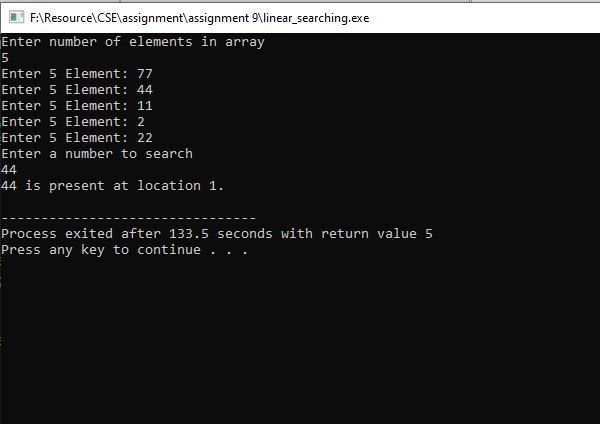 F:\Resource\CSE\assignment\assignment 9\linear_searching.exe
Enter number of elements in array
5
Enter 5 Element: 77
Enter 5 Element: 44
Enter 5 Element: 11
Enter 5 Element: 2
Enter 5 Element: 22
Enter a number to search
44
44 is present at location 1.
--------------------------------
Process exited after 133.5 seconds with return value 5
Press any key to continue . . .